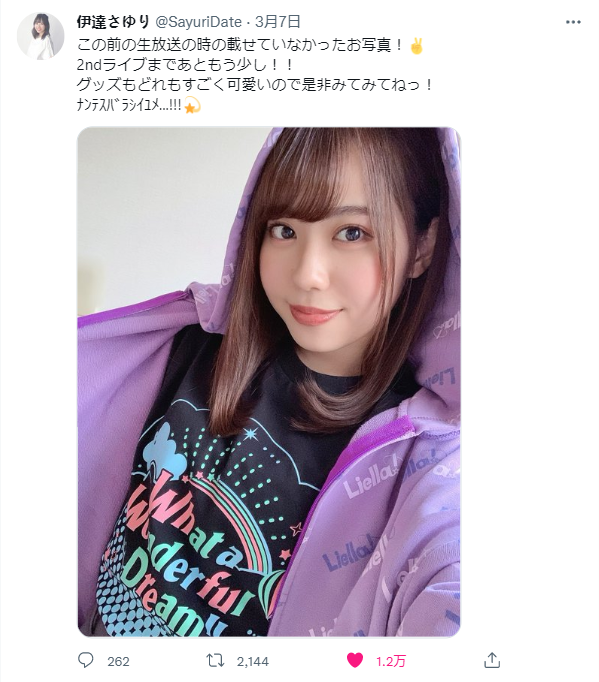 伊達さゆり @SayuriDate · 3月7日
この前の生放送の時の載せていなかったお写真！✌
2ndライブまであともう少し！！
グッズもどれもすごく可愛いので是非みてみてねっ！
ﾅﾝﾃｽﾊﾞﾗｼｲﾕﾒ...!!!💫
Liella!
Liella!
Liella!
What a
Wonderful
Dream
262
2,144
1.2万